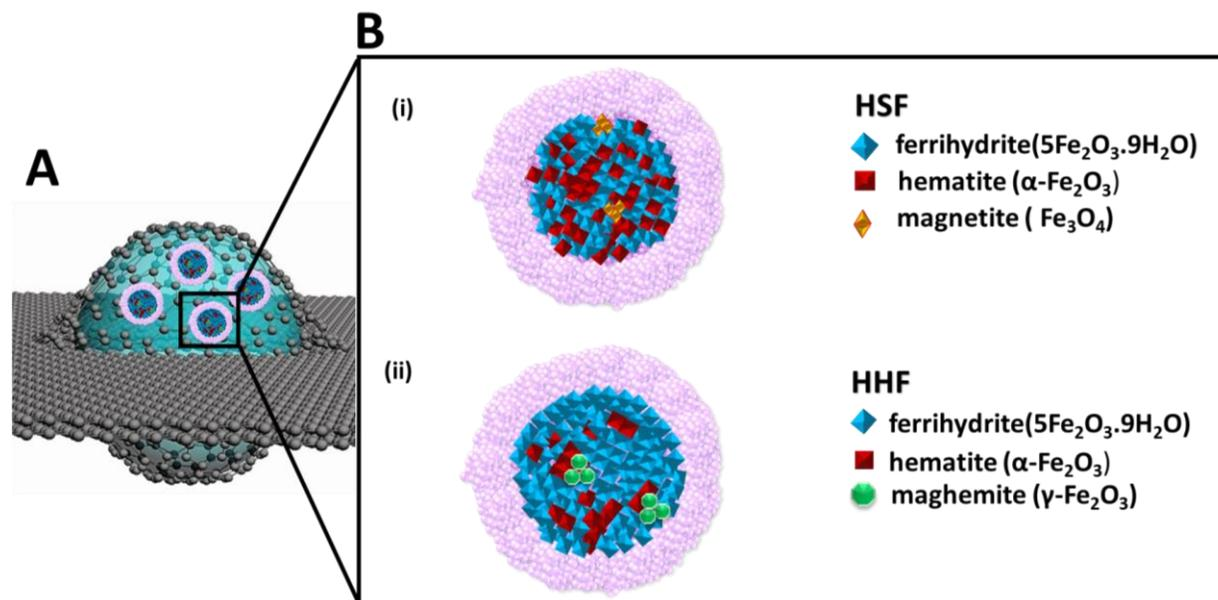 B
(i)
HSF
ferrihydrite(5Fe₂O₃.9H₂O)
hematite (α-Fe₂O₃)
magnetite ( Fe₃O₄)
A
(ii)
HHF
ferrihydrite(5Fe₂O₃.9H₂O)
hematite (α-Fe₂O₃)
maghemite (γ-Fe₂O₃)